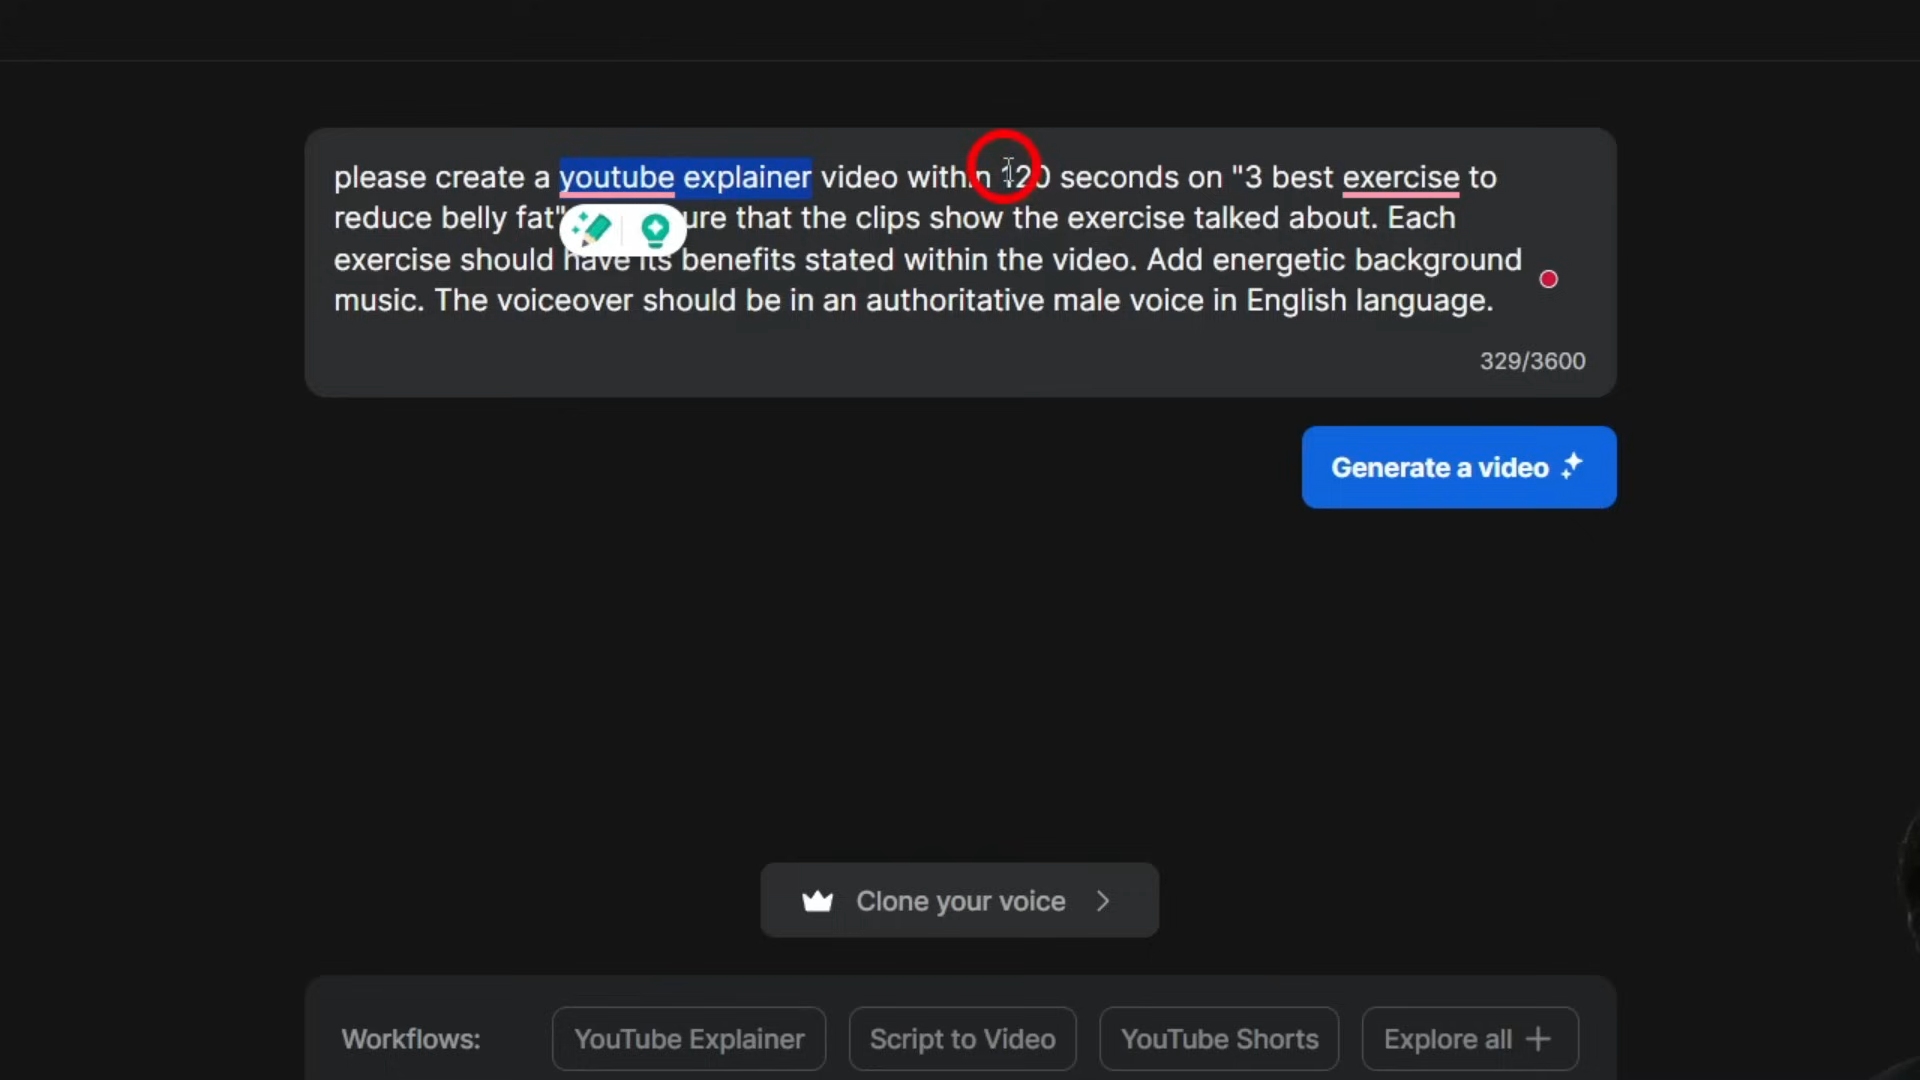 please create a youtube explainer video within 120 seconds on "3 best exercise to
reduce belly fat" ure that the clips show the exercise talked about. Each
exercise should have its benefits stated within the video. Add energetic background
music. The voiceover should be in an authoritative male voice in English language.
329/3600
Generate a video
Clone your voice
Workflows: YouTube Explainer Script to Video YouTube Shorts Explore all +